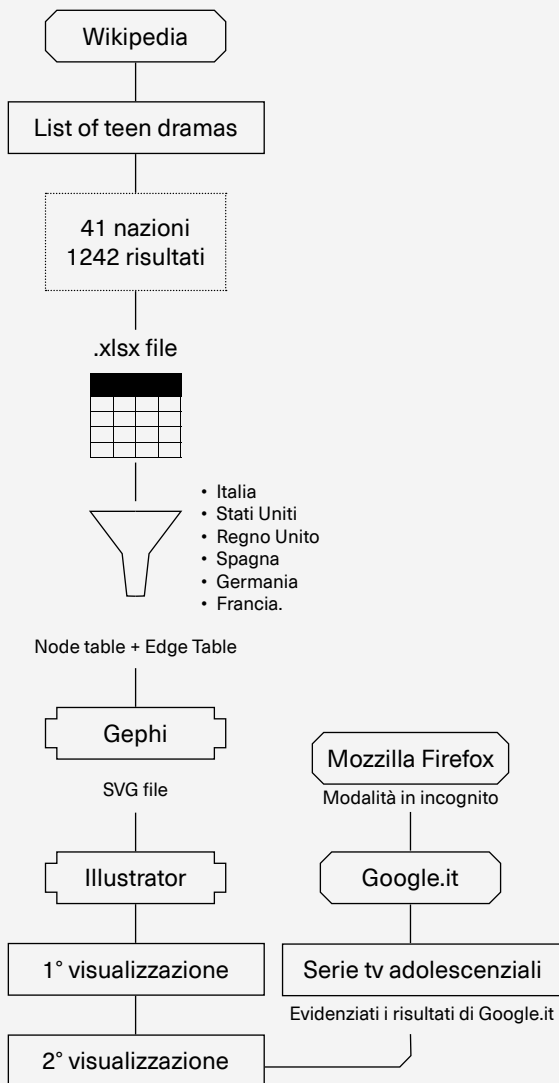 Wikipedia
List of teen dramas
41 nazioni
1242 risultati
.xlsx file
• Italia
• Stati Uniti
• Regno Unito
• Spagna
• Germania
• Francia.
Node table + Edge Table
Gephi
SVG file
Illustrator
1° visualizzazione
2° visualizzazione
Mozzilla Firefox
Modalità in incognito
Google.it
Serie tv adolescenziali
Evidenziati i risultati di Google.it